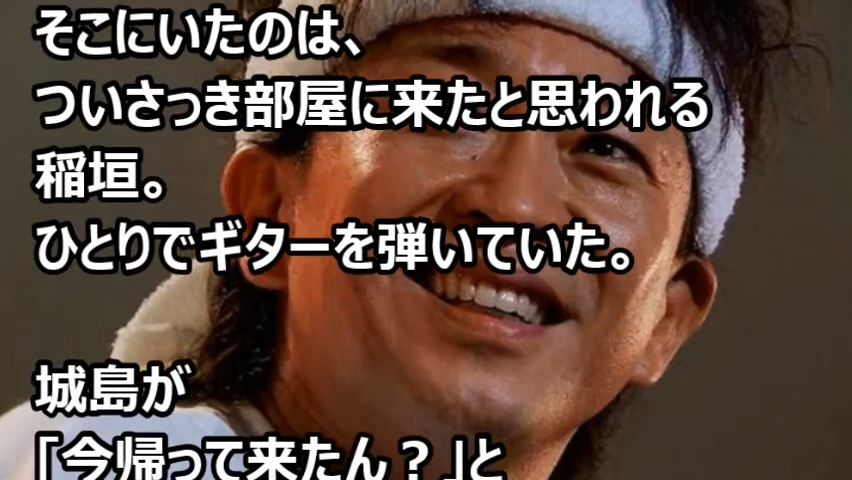 そこにいたのは、
ついさっき部屋に来たと思われる
稲垣。
ひとりでギターを弾いていた。
城島が
「今帰って来たん？」と